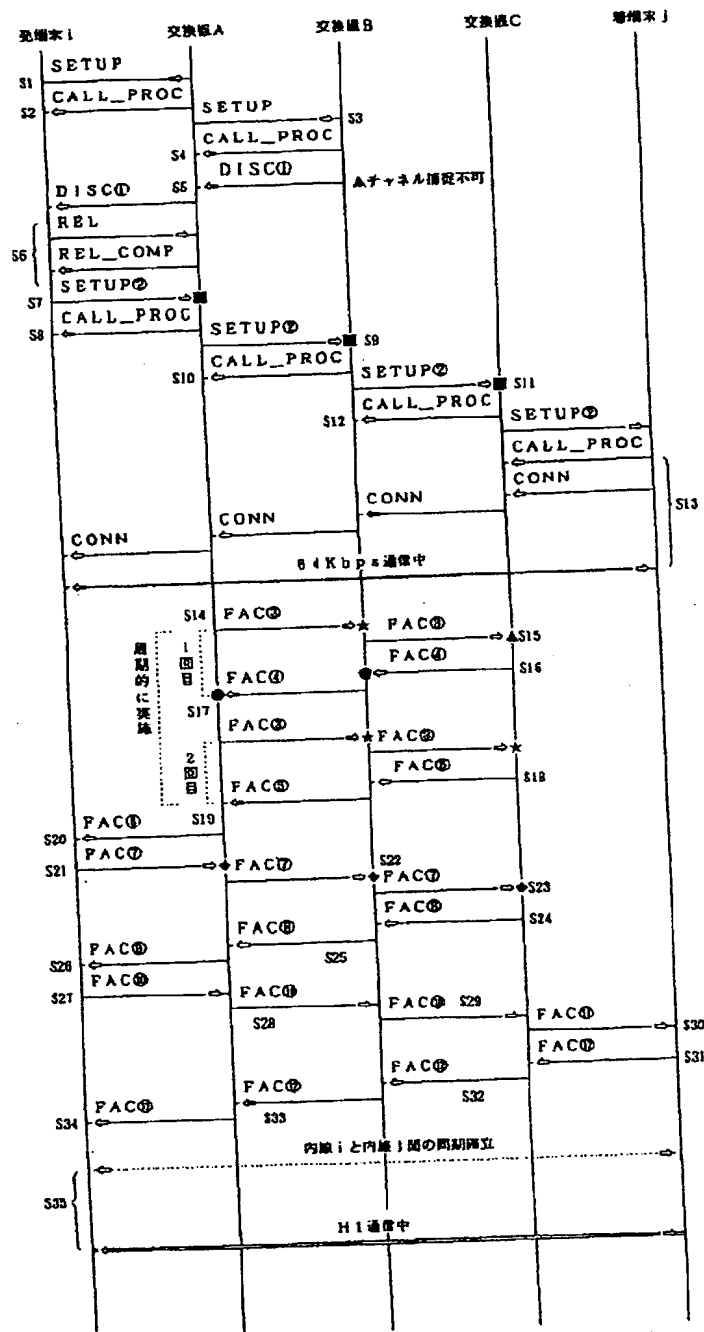 発端末i 交換機A 交換機B 交換機C 着端末j
SETUP
S1
CALL_PROC
S2
SETUP
S3
CALL_PROC
S4
DISC①
S5
▲チャネル捕捉不可
DISC①
REL
S6
REL_COMP
SETUP②
S7
CALL_PROC
S8
SETUP②
S9
CALL_PROC
S10
SETUP②
S11
CALL_PROC
S12
SETUP②
CALL_PROC
CONN
S13
CONN
CONN
CONN
64Kbps通信中
S14
FAC③
FAC③
S15
周期的に実施
1回目
FAC④
FAC④
S16
S17
FAC③
FAC③
2回目
FAC⑤
FAC⑤
S18
S19
FAC⑥
S20
FAC⑦
S21
FAC⑦
S22
FAC⑦
S23
FAC⑧
S24
FAC⑧
S25
FAC⑨
S26
FAC⑩
S27
FAC⑩
S28
FAC⑩
S29
FAC⑪
S30
FAC⑫
S31
FAC⑫
S32
FAC⑫
S33
FAC⑫
S34
内線iと内線j間の同期確立
S35
H1通信中